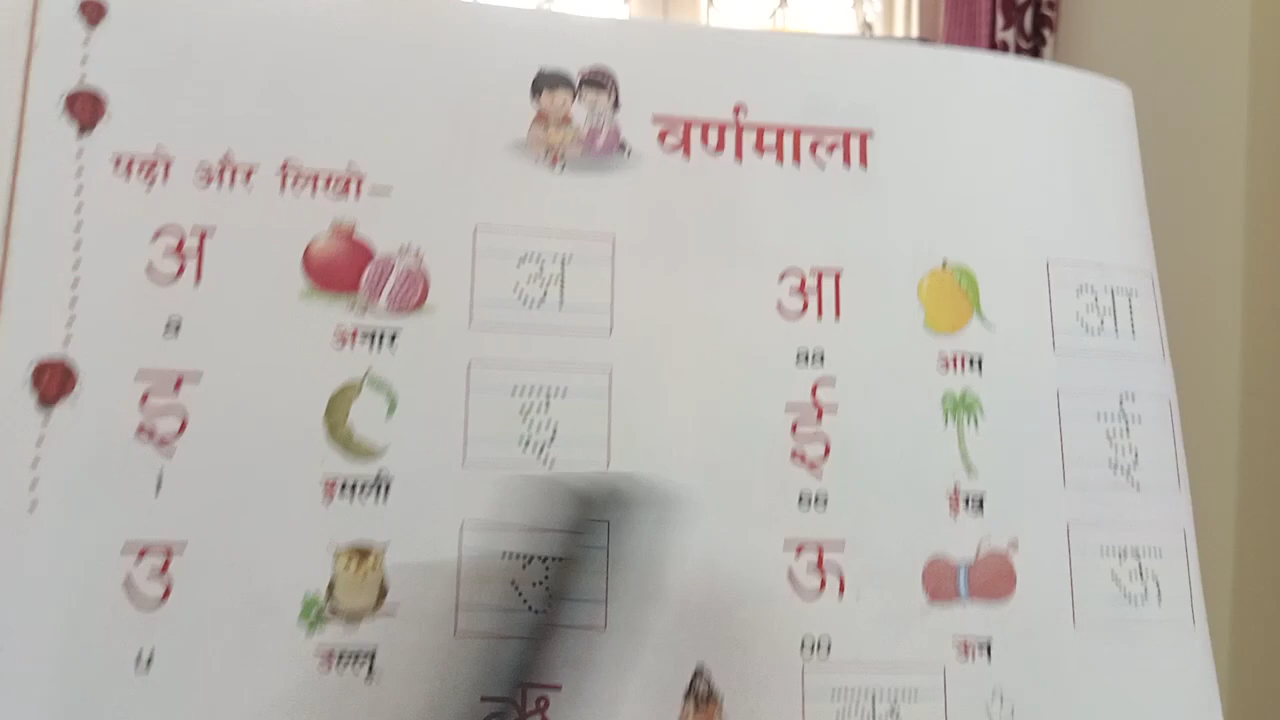 वर्णमाला
पढ़ो और लिखो–
अ अ आ आ
अनार आम
इ इ ई ई
इमली ईख
उ उ ऊ ऊ
उल्लू ऊन